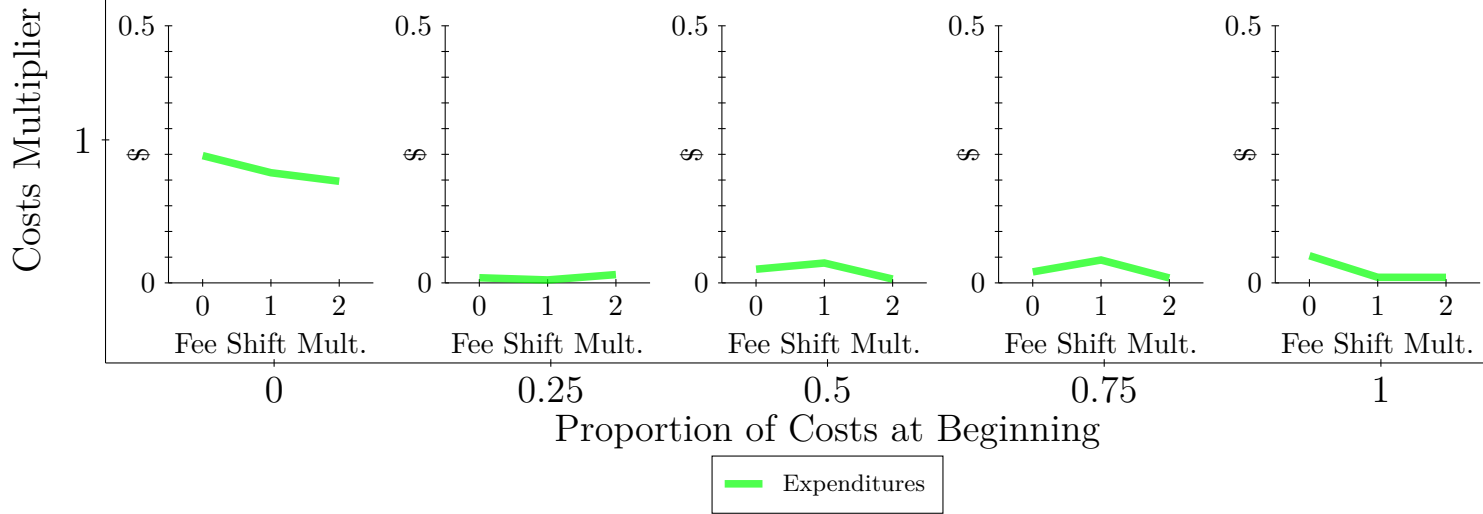 Costs Multiplier
1
0.5
$
0
0 1 2
Fee Shift Mult.
0.5
$
0
0 1 2
Fee Shift Mult.
0.5
$
0
0 1 2
Fee Shift Mult.
0.5
$
0
0 1 2
Fee Shift Mult.
0.5
$
0
0 1 2
Fee Shift Mult.
0 0.25 0.5 0.75 1
Proportion of Costs at Beginning
Expenditures